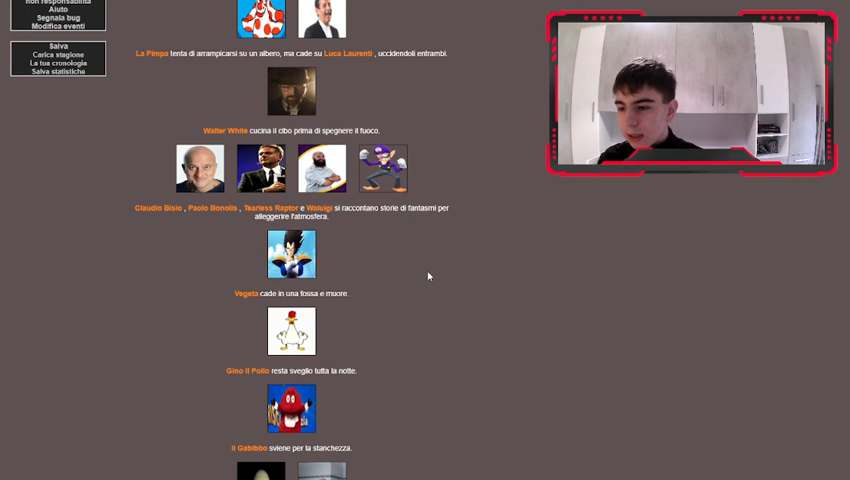 non responsabilità
Aiuto
Segnala bug
Modifica eventi
Salva
Carica stagione
La tua cronologia
Salva statistiche
La Pimpa tenta di arrampicarsi su un albero, ma cade su Luca Laurenti , uccidendoli entrambi.
Walter White cucina il cibo prima di spegnere il fuoco.
Claudio Bisio , Paolo Bonolis , Tearless Raptor e Waluigi si raccontano storie di fantasmi per
alleggerire l'atmosfera.
Vegeta cade in una fossa e muore.
Gino Il Pollo resta sveglio tutta la notte.
Il Gabibbo sviene per la stanchezza.